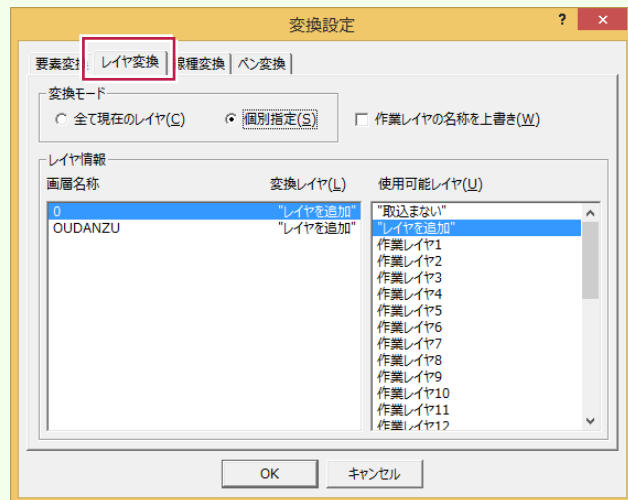 変換設定
? ×
要素変 レイヤ変換 線種変換 ペン変換
変換モード
全て現在のレイヤ(C) 個別指定(S) 作業レイヤの名称を上書き(W)
レイヤ情報
画層名称 変換レイヤ(L) 使用可能レイヤ(U)
0 "レイヤを追加"
OUDANZU "レイヤを追加"
"取込まない"
"レイヤを追加"
作業レイヤ1
作業レイヤ2
作業レイヤ3
作業レイヤ4
作業レイヤ5
作業レイヤ6
作業レイヤ7
作業レイヤ8
作業レイヤ9
作業レイヤ10
作業レイヤ11
作業レイヤ12
OK キャンセル